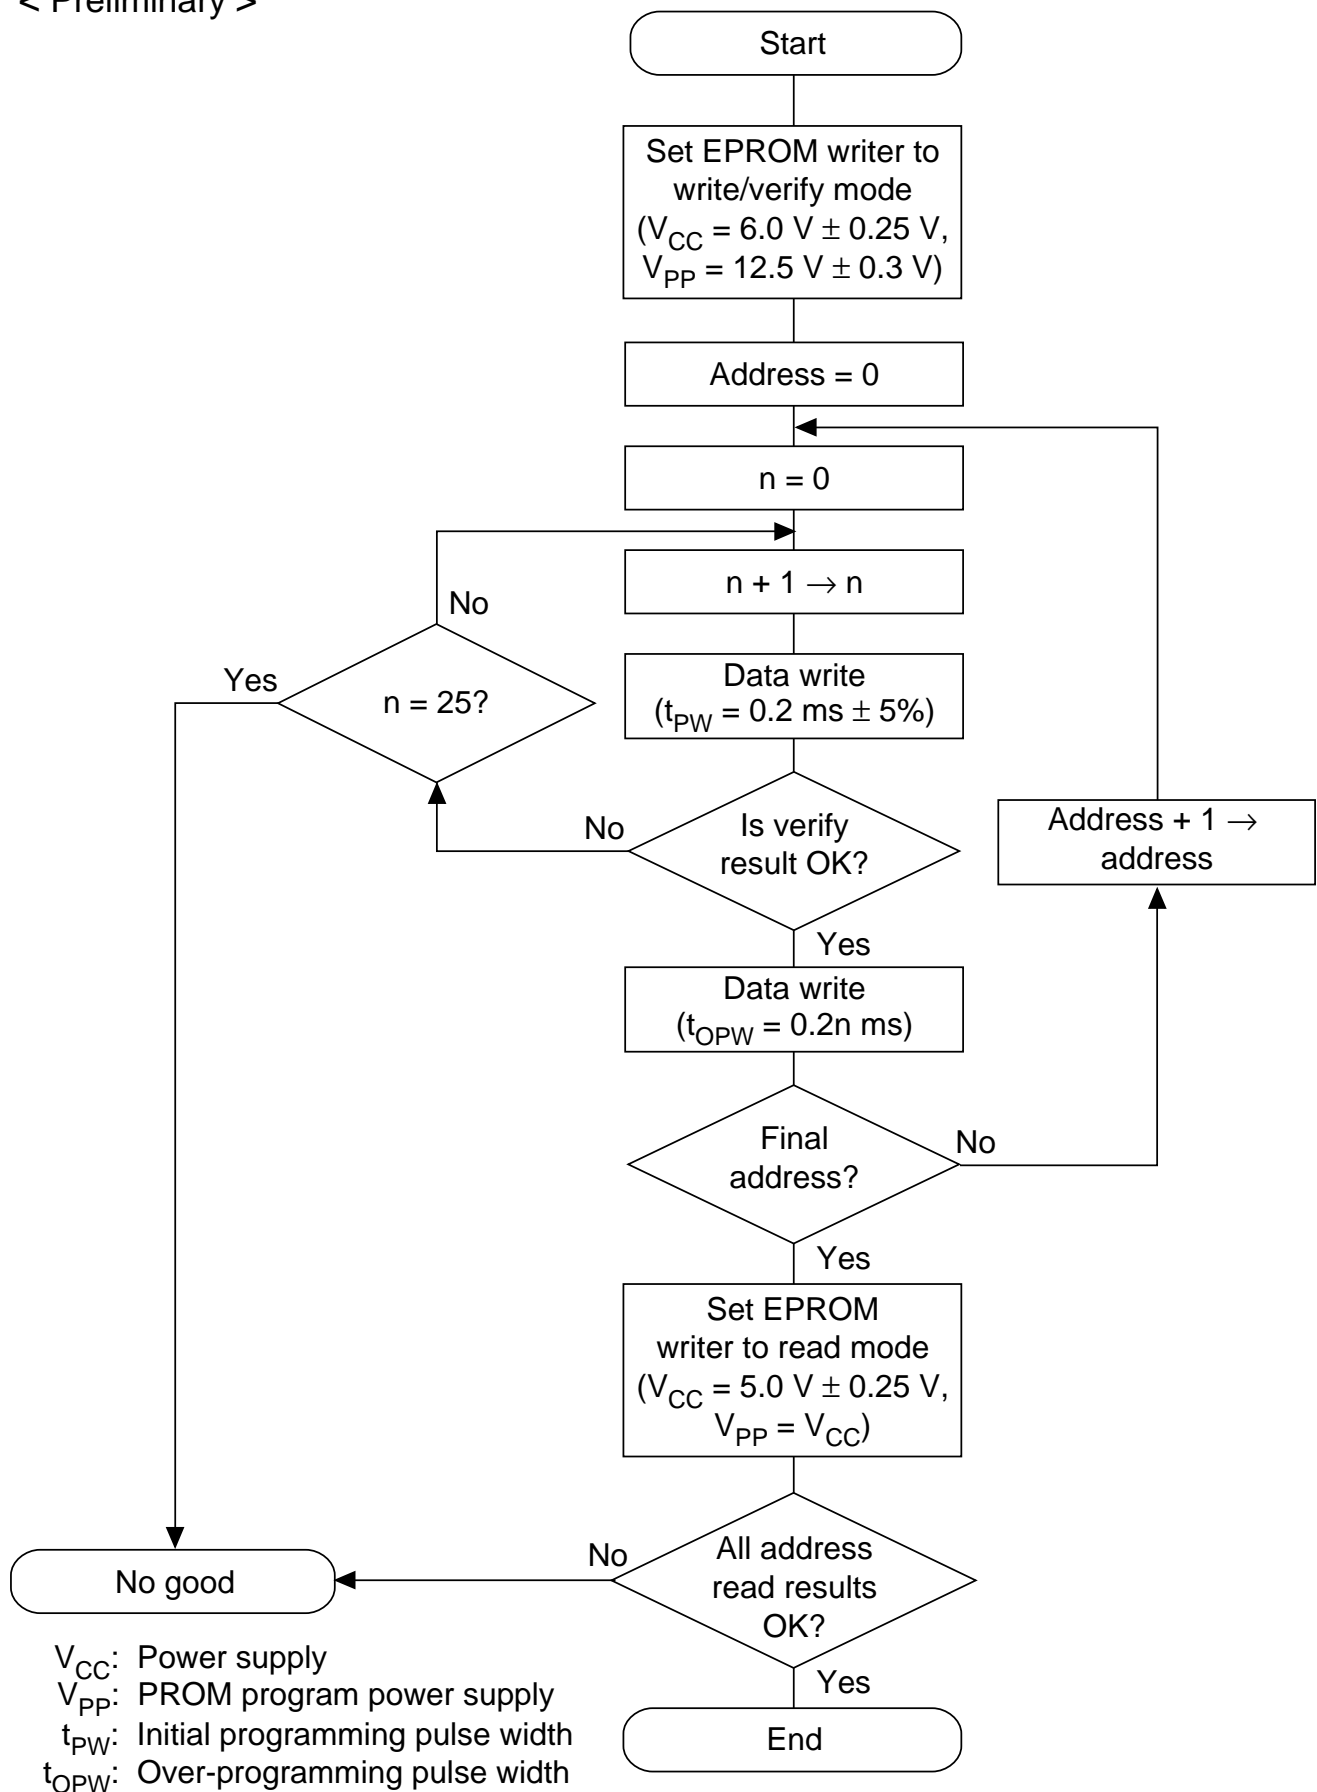 < Preliminary >
Start
Set EPROM writer to
write/verify mode
(VCC = 6.0 V ± 0.25 V,
VPP = 12.5 V ± 0.3 V)
Address = 0
n = 0
n + 1 → n
No
Yes
n = 25?
Data write
(tPW = 0.2 ms ± 5%)
No
Is verify
result OK?
Address + 1 →
address
Yes
Data write
(tOPW = 0.2n ms)
Final
address?
No
Yes
Set EPROM
writer to read mode
(VCC = 5.0 V ± 0.25 V,
VPP = VCC)
No
All address
read results
OK?
No good
Yes
End
VCC: Power supply
VPP: PROM program power supply
tPW: Initial programming pulse width
tOPW: Over-programming pulse width